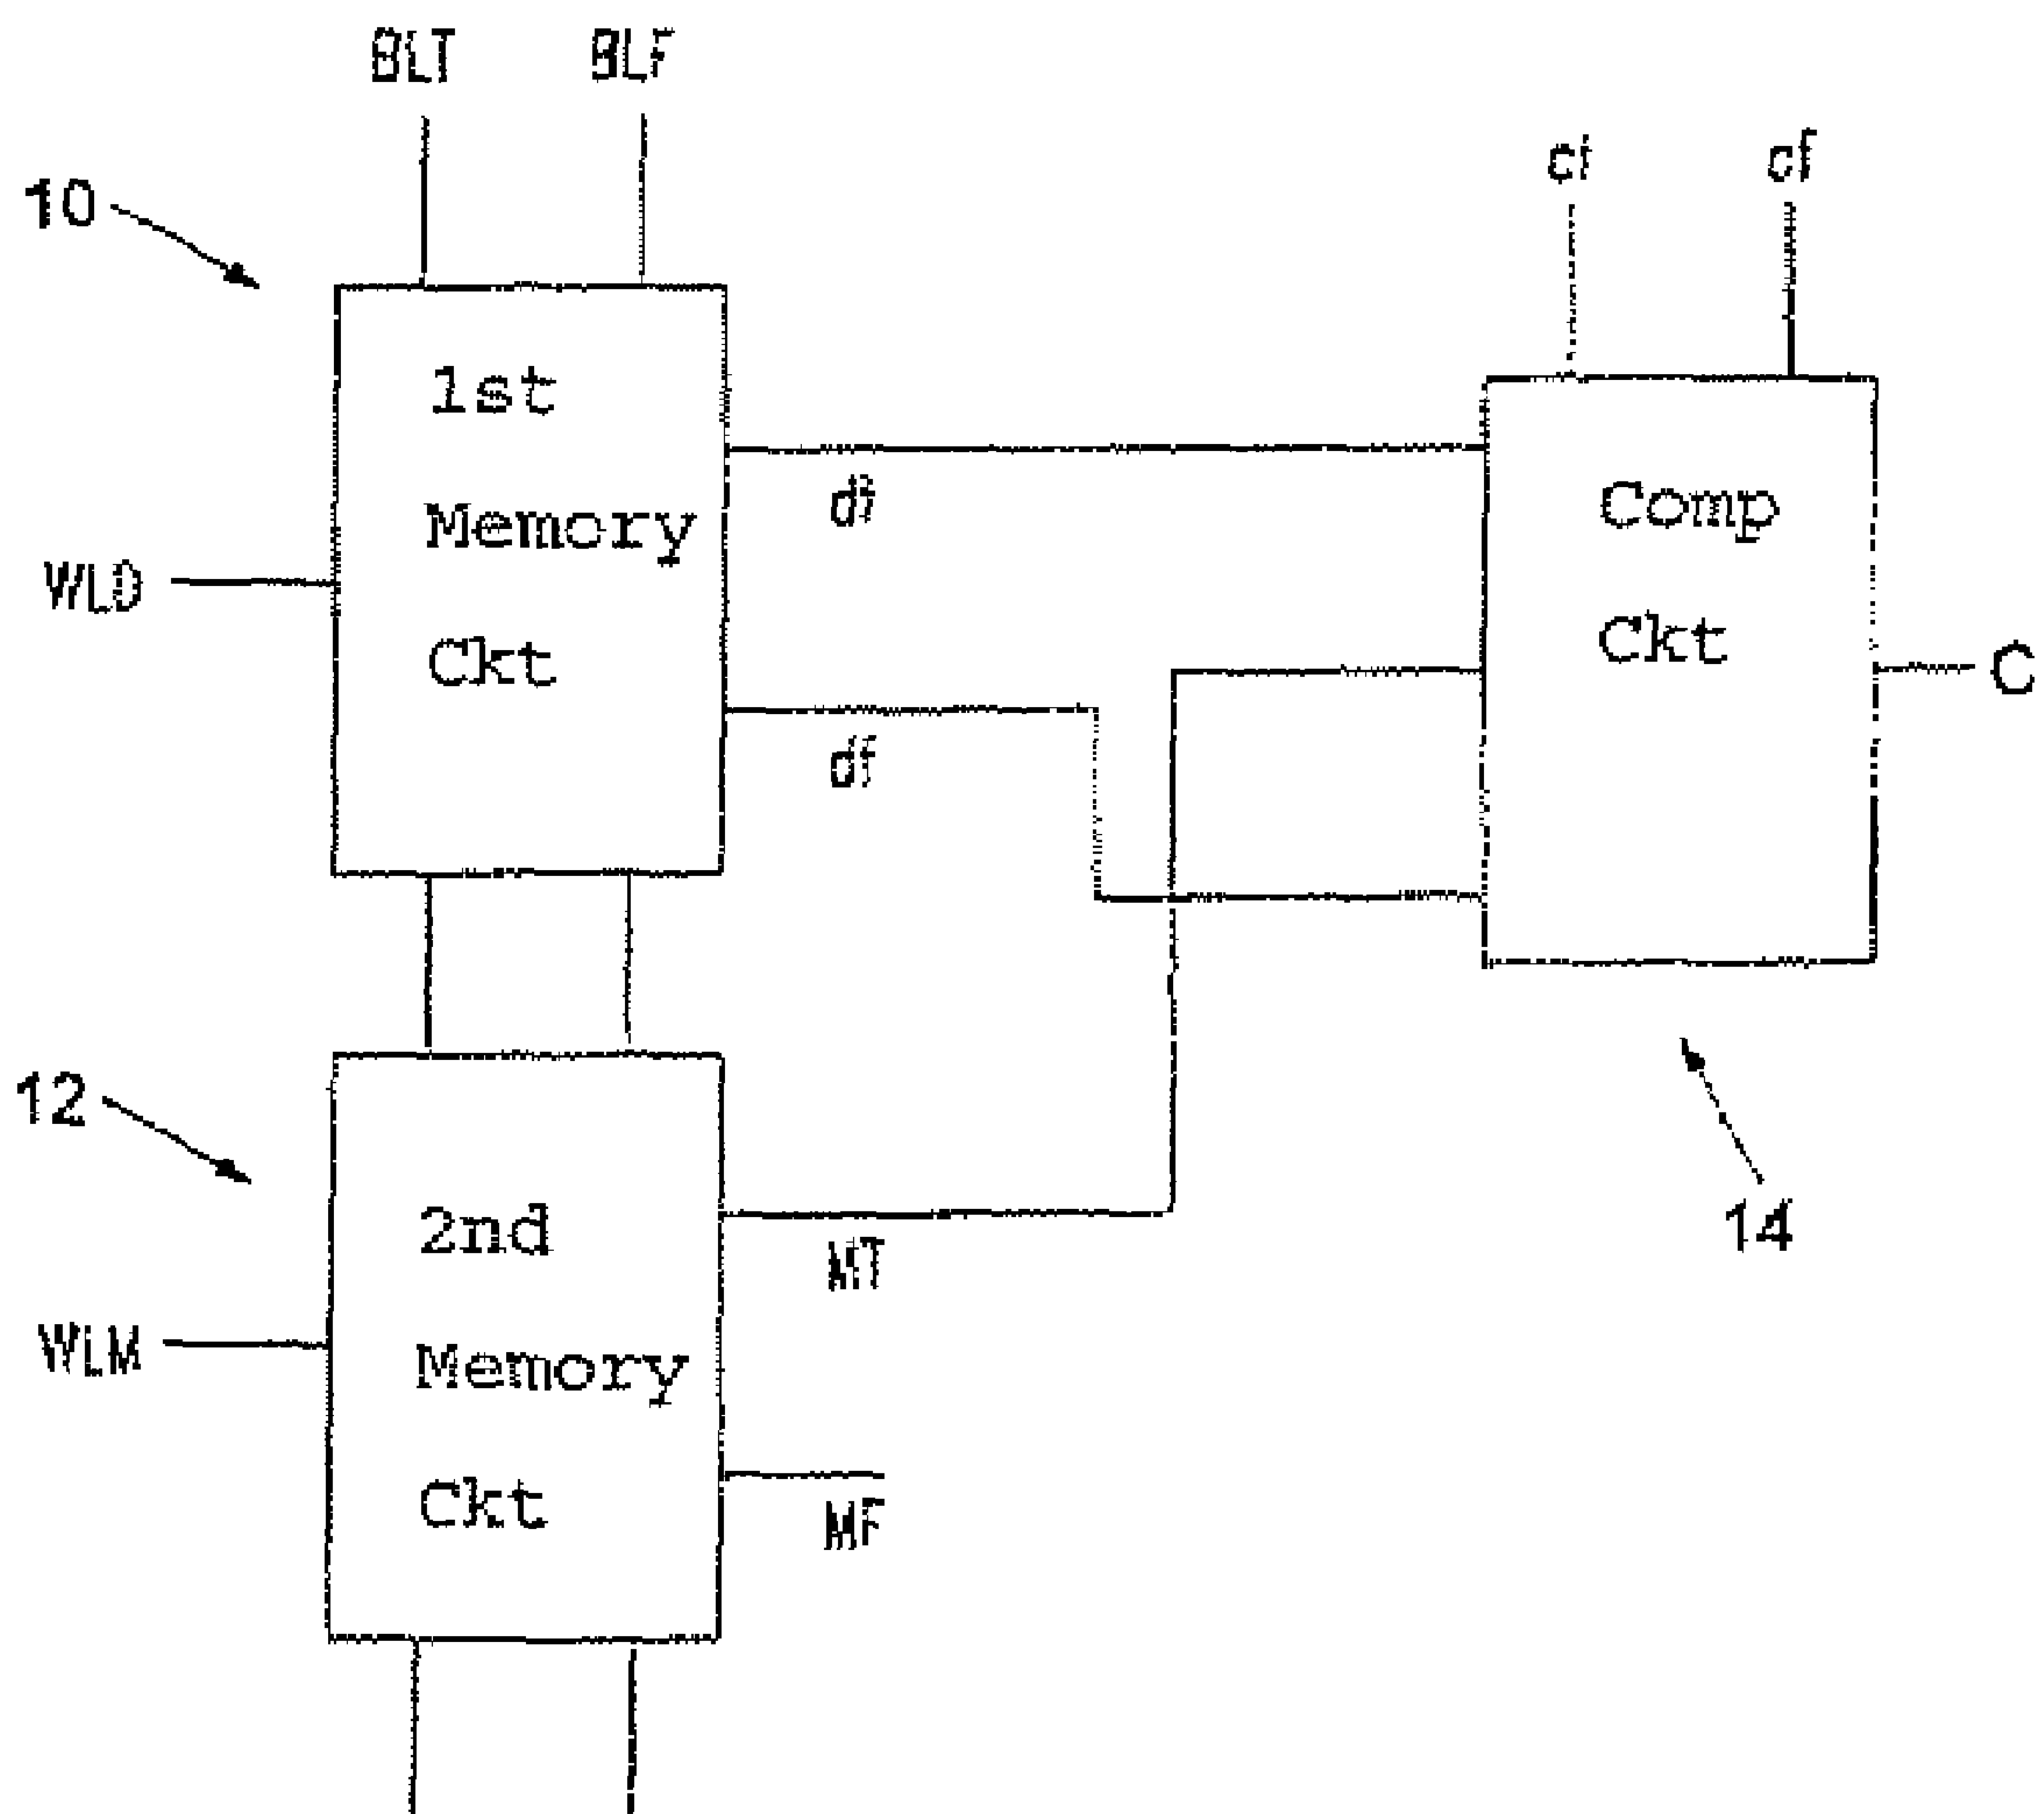 BLT BLF
10
ct cf
1st
Memory
Ckt
WLD
dt
df
Comp
Ckt
C
12
2nd
Memory
Ckt
WLM
MT
MF
14